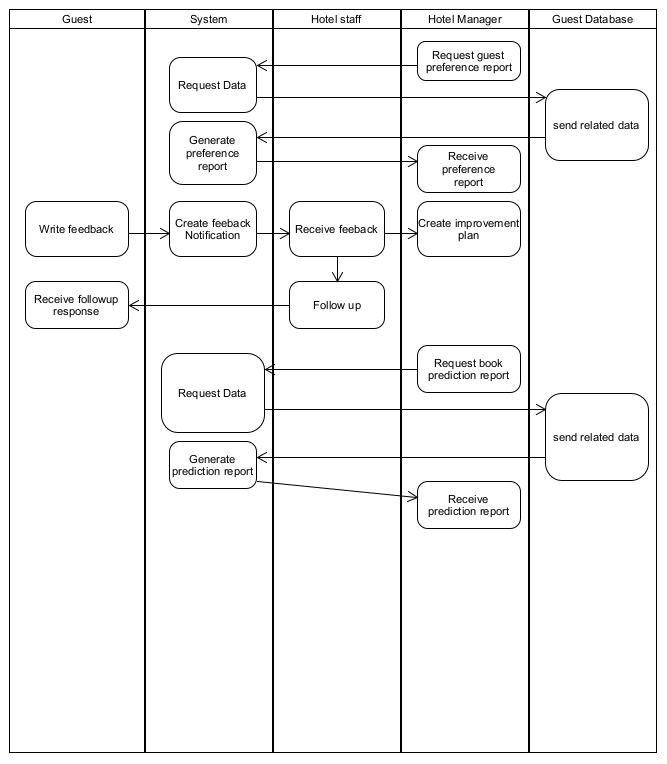 Guest
System
Hotel staff
Hotel Manager
Guest Database
Request guest
preference report
Request Data
send related data
Generate
preference
report
Receive
preference
report
Write feedback
Create feeback
Notification
Receive feeback
Create improvement
plan
Receive followup
response
Follow up
Request book
prediction report
Request Data
send related data
Generate
prediction report
Receive
prediction report